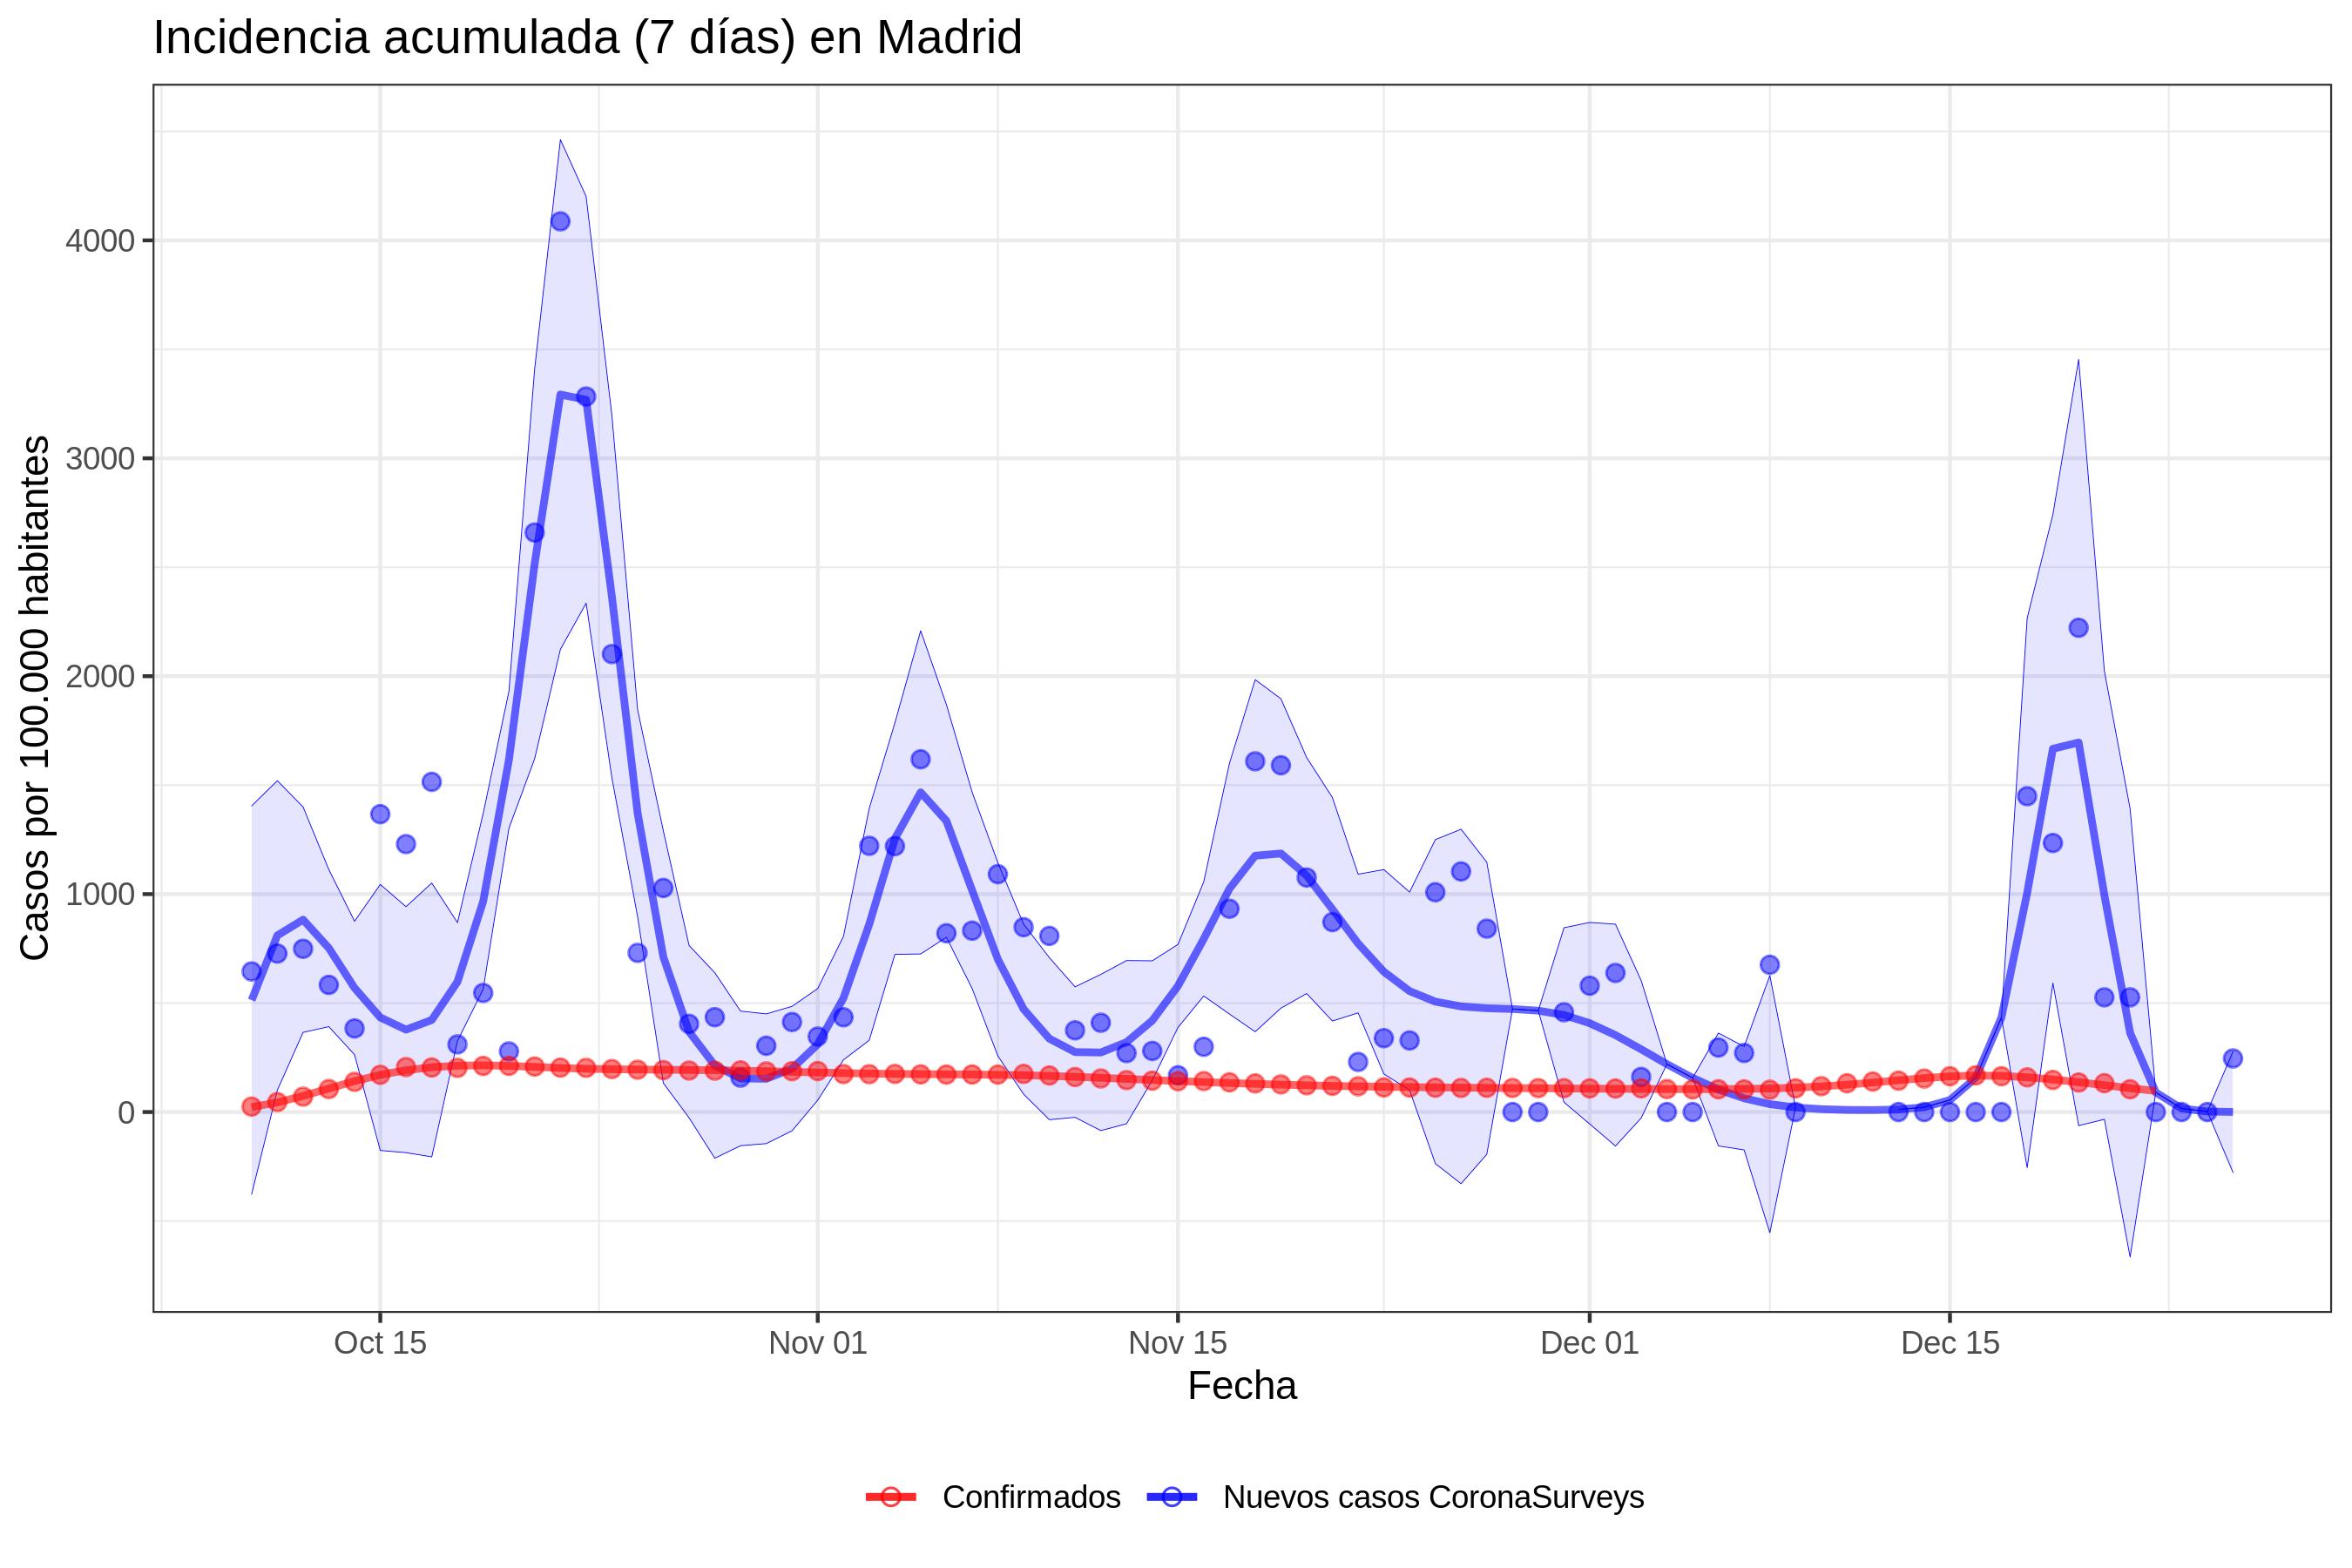 Incidencia acumulada (7 días) en Madrid
Casos por 100.000 habitantes
4000
3000
2000
1000
0
Oct 15
Nov 01
Nov 15
Dec 01
Dec 15
Fecha
Confirmados
Nuevos casos CoronaSurveys